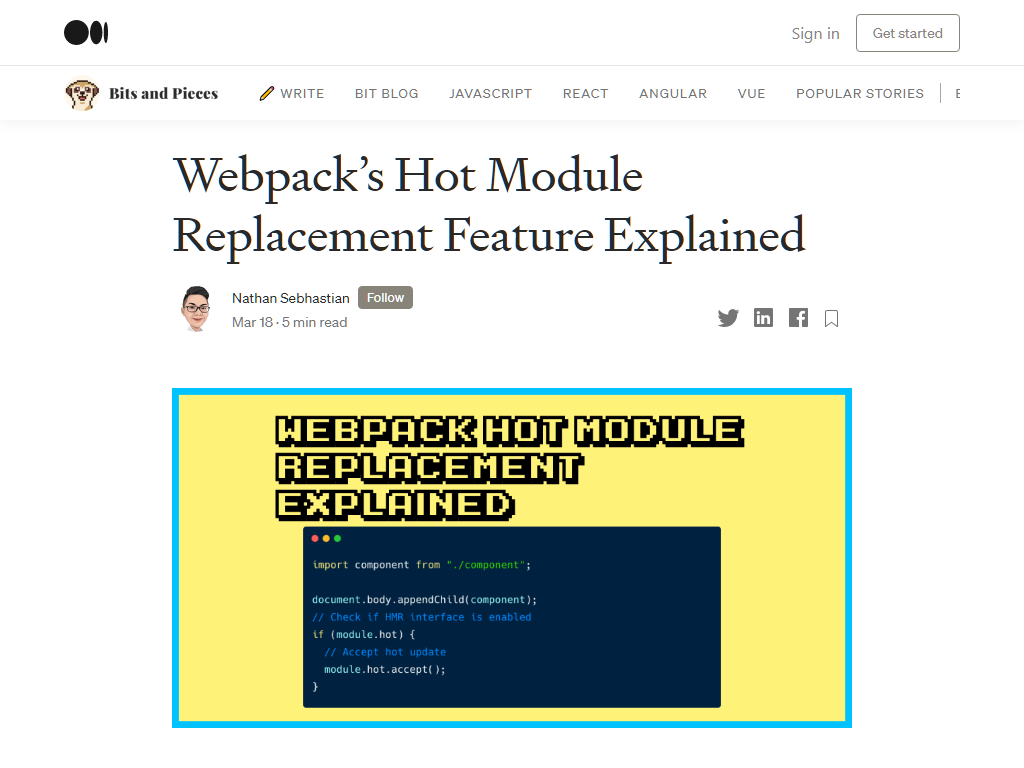 Sign in
Get started
Bits and Pieces
WRITE
BIT BLOG
JAVASCRIPT
REACT
ANGULAR
VUE
POPULAR STORIES
Webpack’s Hot Module
Replacement Feature Explained
Nathan Sebhastian
Follow
Mar 18 · 5 min read
WEBPACK HOT MODULE
REPLACEMENT
EXPLAINED
import component from "./component";
document.body.appendChild(component);
// Check if HMR interface is enabled
if (module.hot) {
// Accept hot update
module.hot.accept();
}